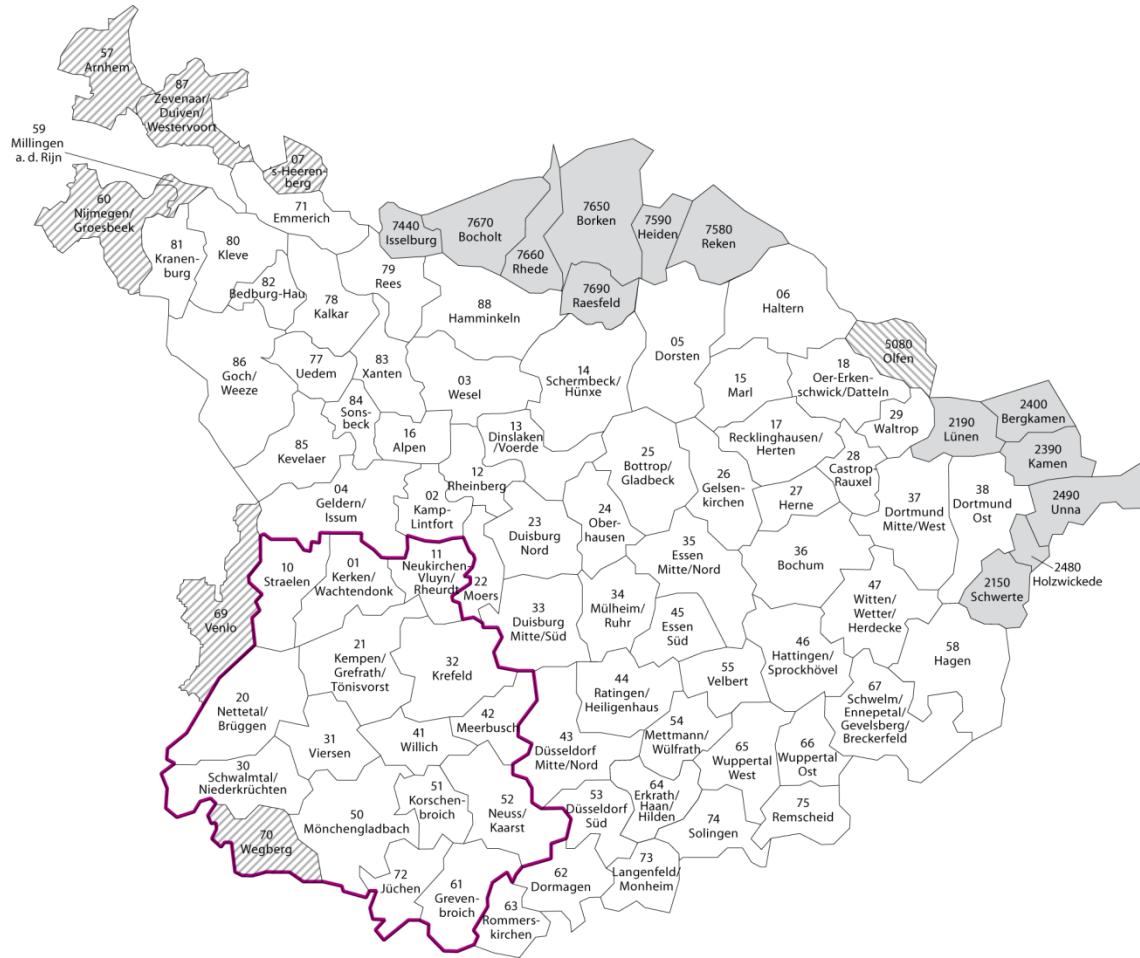 57
Arnhem
87
Zevenaar/
Duiven/
Westervoort
59
Millingen
a. d. Rijn
07
's-Heeren-
berg
60
Nijmegen/
Groesbeek
71
Emmerich
7440
Isselburg
7670
Bocholt
7660
Rhede
7650
Borken
7590
Heiden
7580
Reken
7690
Raesfeld
81
Kranen-
burg
80
Kleve
82
Bedburg-Hau
78
Kalkar
79
Rees
88
Hamminkeln
06
Haltern
05
Dorsten
5080
Olfen
86
Goch/
Weeze
77
Uedem
83
Xanten
03
Wesel
14
Schermbeck/
Hünxe
15
Marl
18
Oer-Erken-
schwick/Datteln
84
Sons-
beck
16
Alpen
13
Dinslaken
/Voerde
17
Recklinghausen/
Herten
29
Waltrop
2190
Lünen
2400
Bergkamen
2390
Kamen
85
Kevelaer
12
Rheinberg
25
Bottrop/
Gladbeck
26
Gelsen-
kirchen
28
Castrop-
Rauxel
27
Herne
37
Dortmund
Mitte/West
38
Dortmund
Ost
2490
Unna
04
Geldern/
Issum
02
Kamp-
Lintfort
23
Duisburg
Nord
24
Ober-
hausen
35
Essen
Mitte/Nord
36
Bochum
2480
Holzwickede
2150
Schwerte
10
Straelen
01
Kerken/
Wachtendonk
11
Neukirchen-
Vluyn/
Rheurdt
22
Moers
33
Duisburg
Mitte/Süd
34
Mülheim/
Ruhr
45
Essen
Süd
47
Witten/
Wetter/
Herdecke
69
Venlo
21
Kempen/
Grefrath/
Tönisvorst
32
Krefeld
44
Ratingen/
Heiligenhaus
55
Velbert
46
Hattingen/
Sprockhövel
58
Hagen
20
Nettetal/
Brüggen
31
Viersen
41
Willich
42
Meerbusch
43
Düsseldorf
Mitte/Nord
54
Mettmann/
Wülfrath
65
Wuppertal
West
66
Wuppertal
Ost
67
Schwelm/
Ennepetal/
Gevelsberg/
Breckerfeld
30
Schwalmtal/
Niederkrüchten
50
Mönchengladbach
51
Korschen-
broich
52
Neuss/
Kaarst
53
Düsseldorf
Süd
64
Erkrath/
Haan/
Hilden
74
Solingen
75
Remscheid
70
Wegberg
72
Jüchen
61
Greven-
broich
62
Dormagen
73
Langenfeld/
Monheim
63
Rommers-
kirchen